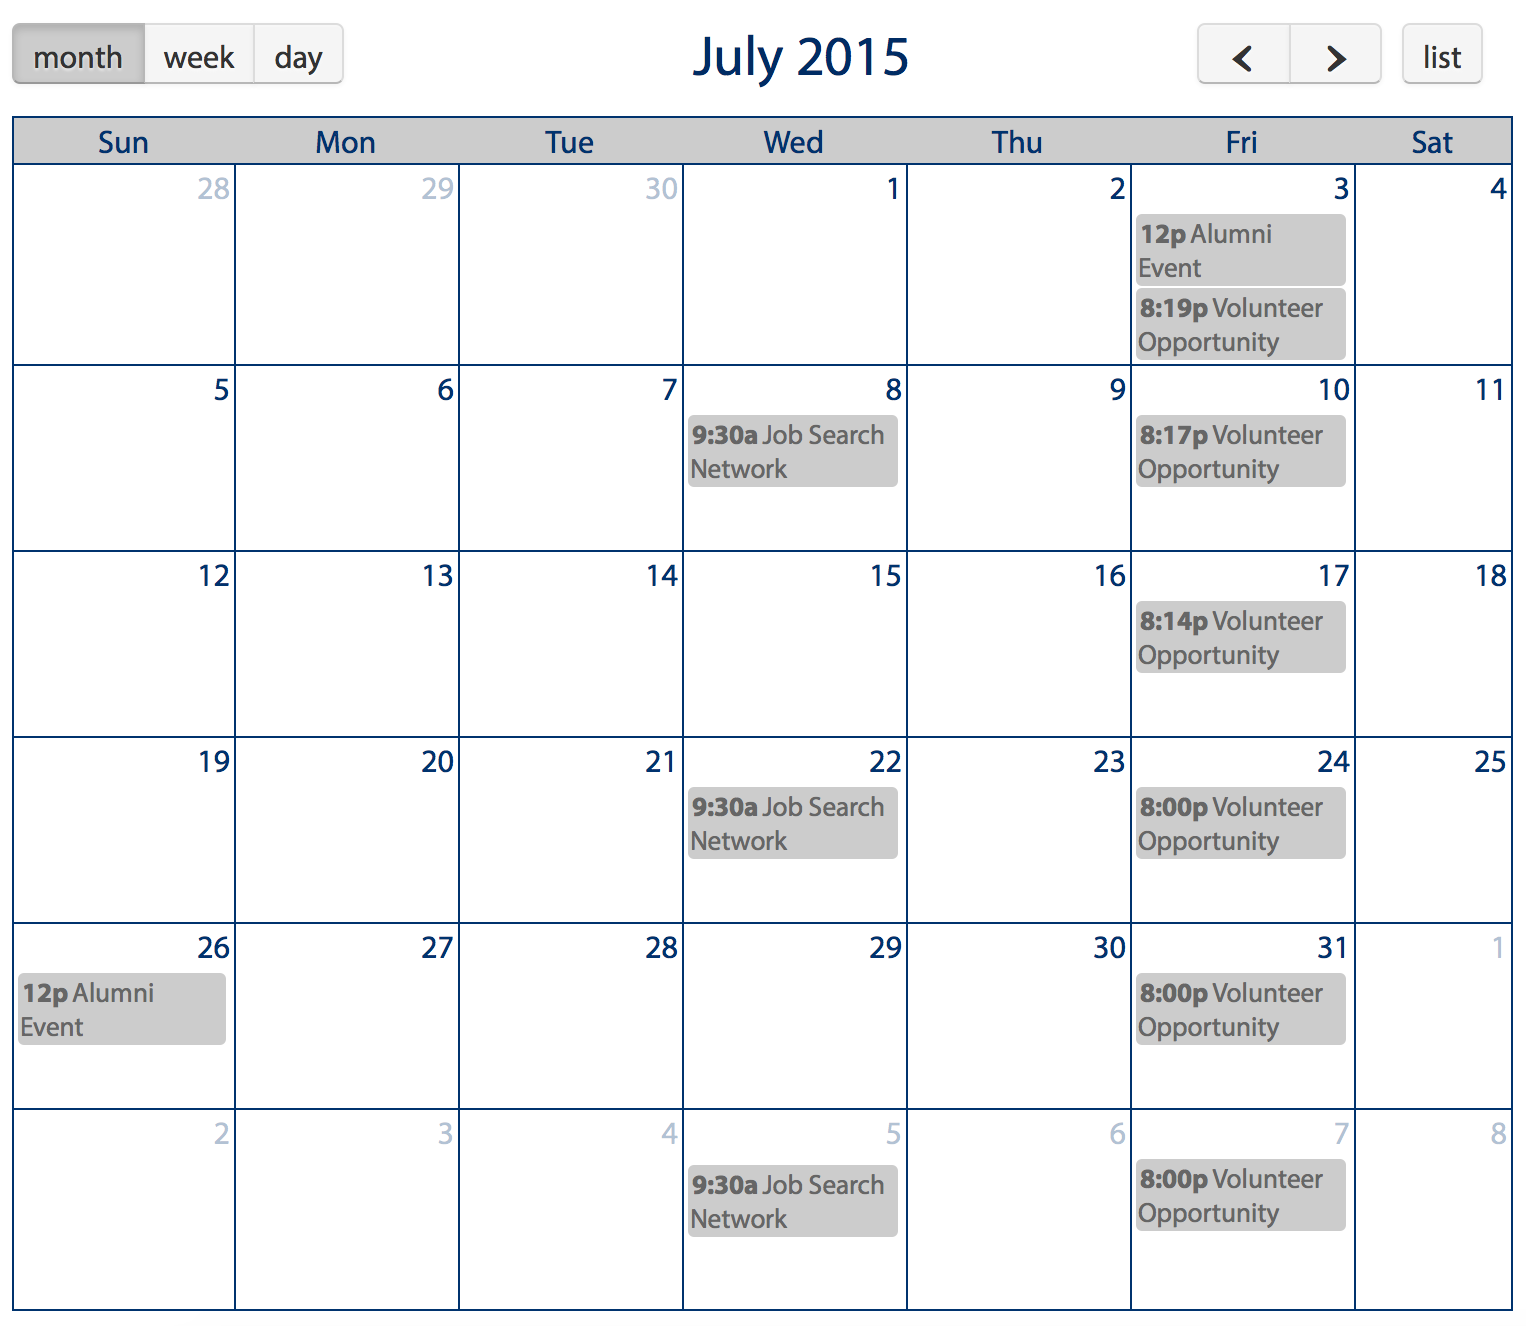 month week day July 2015 list
Sun Mon Tue Wed Thu Fri Sat
28 29 30 1 2 3 4
12p Alumni
Event
8:19p Volunteer
Opportunity
5 6 7 8 9 10 11
9:30a Job Search
Network
8:17p Volunteer
Opportunity
12 13 14 15 16 17 18
8:14p Volunteer
Opportunity
19 20 21 22 23 24 25
9:30a Job Search
Network
8:00p Volunteer
Opportunity
26 27 28 29 30 31 1
12p Alumni
Event
8:00p Volunteer
Opportunity
2 3 4 5 6 7 8
9:30a Job Search
Network
8:00p Volunteer
Opportunity